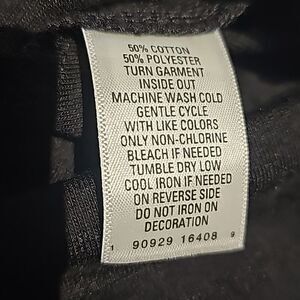 50% COTTON
50% POLYESTER
TURN GARMENT
INSIDE OUT
MACHINE WASH COLD
GENTLE CYCLE
WITH LIKE COLORS
ONLY NON-CHLORINE
BLEACH IF NEEDED
TUMBLE DRY LOW
COOL IRON IF NEEDED
ON REVERSE SIDE
DO NOT IRON ON
DECORATION
1 90929 16408 9